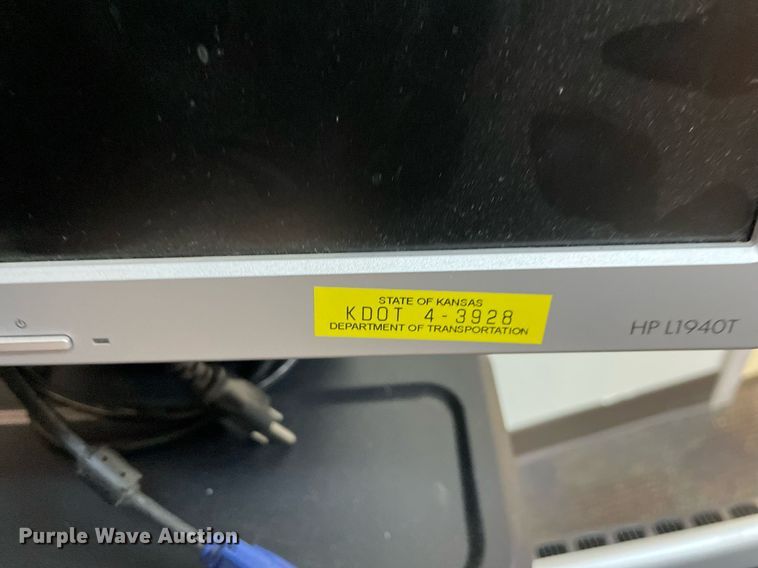 STATE OF KANSAS
KDOT 4-3928
DEPARTMENT OF TRANSPORTATION
HP L1940T
Purple Wave Auction